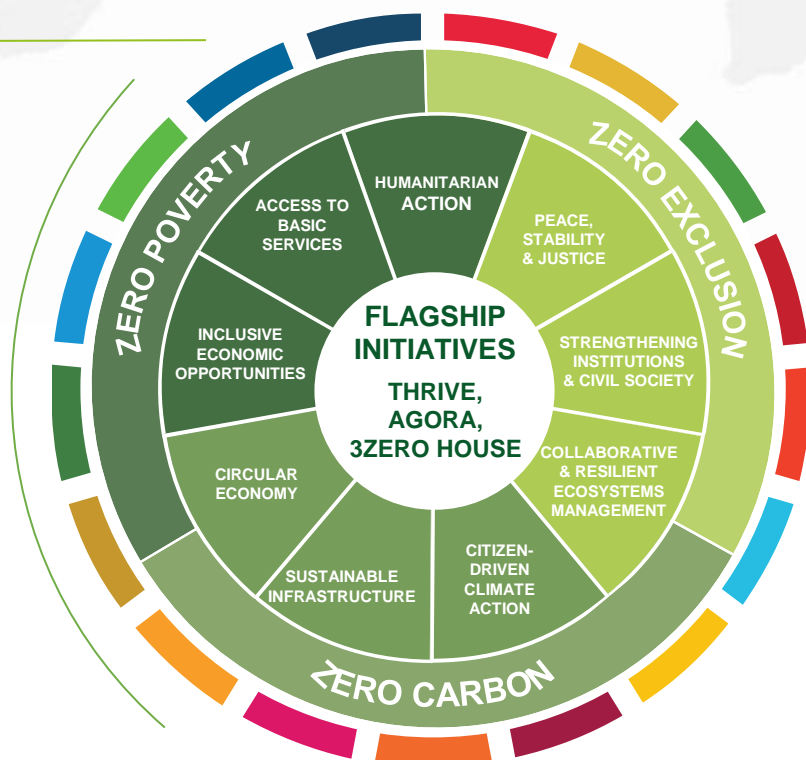 ZERO POVERTY
ZERO EXCLUSION
ZERO CARBON
HUMANITARIAN
ACTION
PEACE,
STABILITY
& JUSTICE
STRENGTHENING
INSTITUTIONS
& CIVIL SOCIETY
COLLABORATIVE
& RESILIENT
ECOSYSTEMS
MANAGEMENT
CITIZEN-
DRIVEN
CLIMATE
ACTION
SUSTAINABLE
INFRASTRUCTURE
CIRCULAR
ECONOMY
INCLUSIVE
ECONOMIC
OPPORTUNITIES
ACCESS TO
BASIC
SERVICES
FLAGSHIP
INITIATIVES
THRIVE,
AGORA,
3ZERO HOUSE